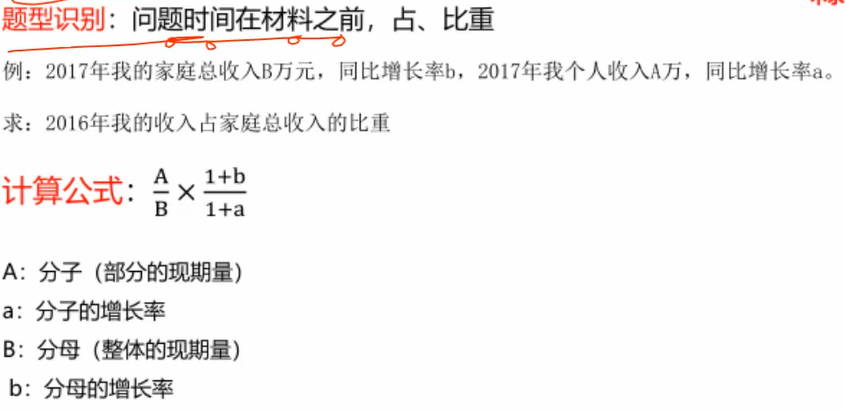 题型识别：问题时间在材料之前，占、比重
例：2017年我的家庭总收入B万元，同比增长率b，2017年我个人收入A万，同比增长率a。
求：2016年我的收入占家庭总收入的比重
计算公式：A/B × 1+b/1+a
A：分子（部分的现期量）
a：分子的增长率
B：分母（整体的现期量）
b：分母的增长率